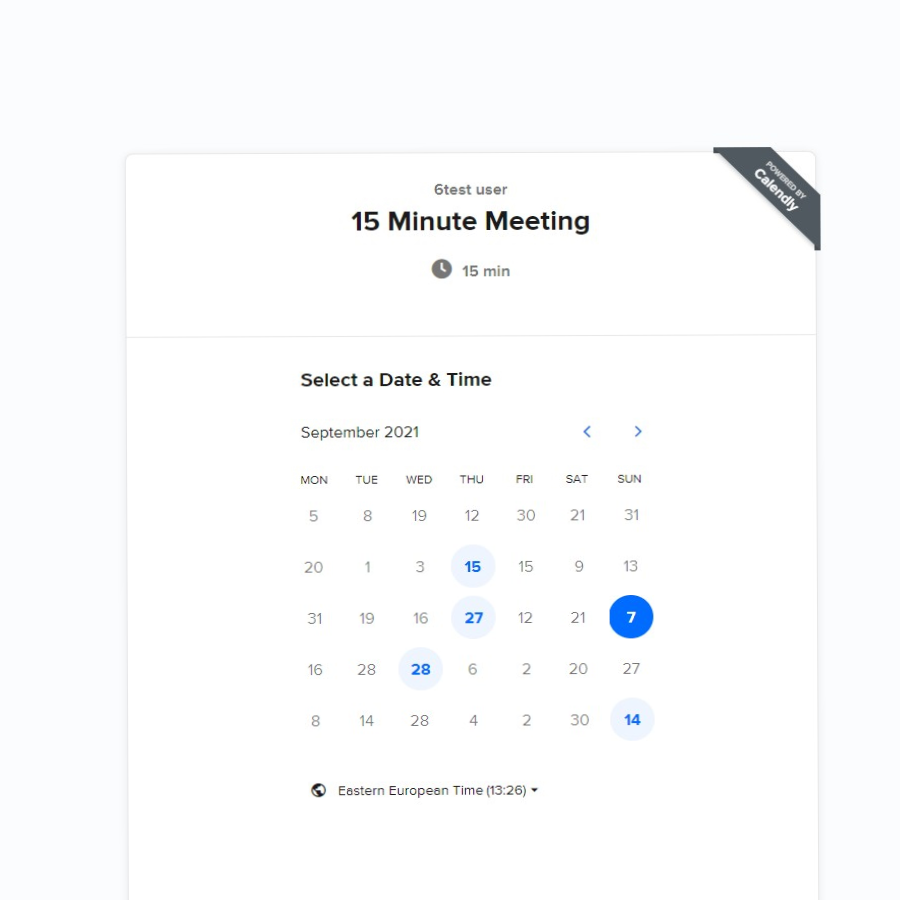 POWERED BY
Calendly
6test user
15 Minute Meeting
15 min
Select a Date & Time
September 2021
MON TUE WED THU FRI SAT SUN
5 8 19 12 30 21 31
20 1 3 15 15 9 13
31 19 16 27 12 21 7
16 28 28 6 2 20 27
8 14 28 4 2 30 14
Eastern European Time (13:26)